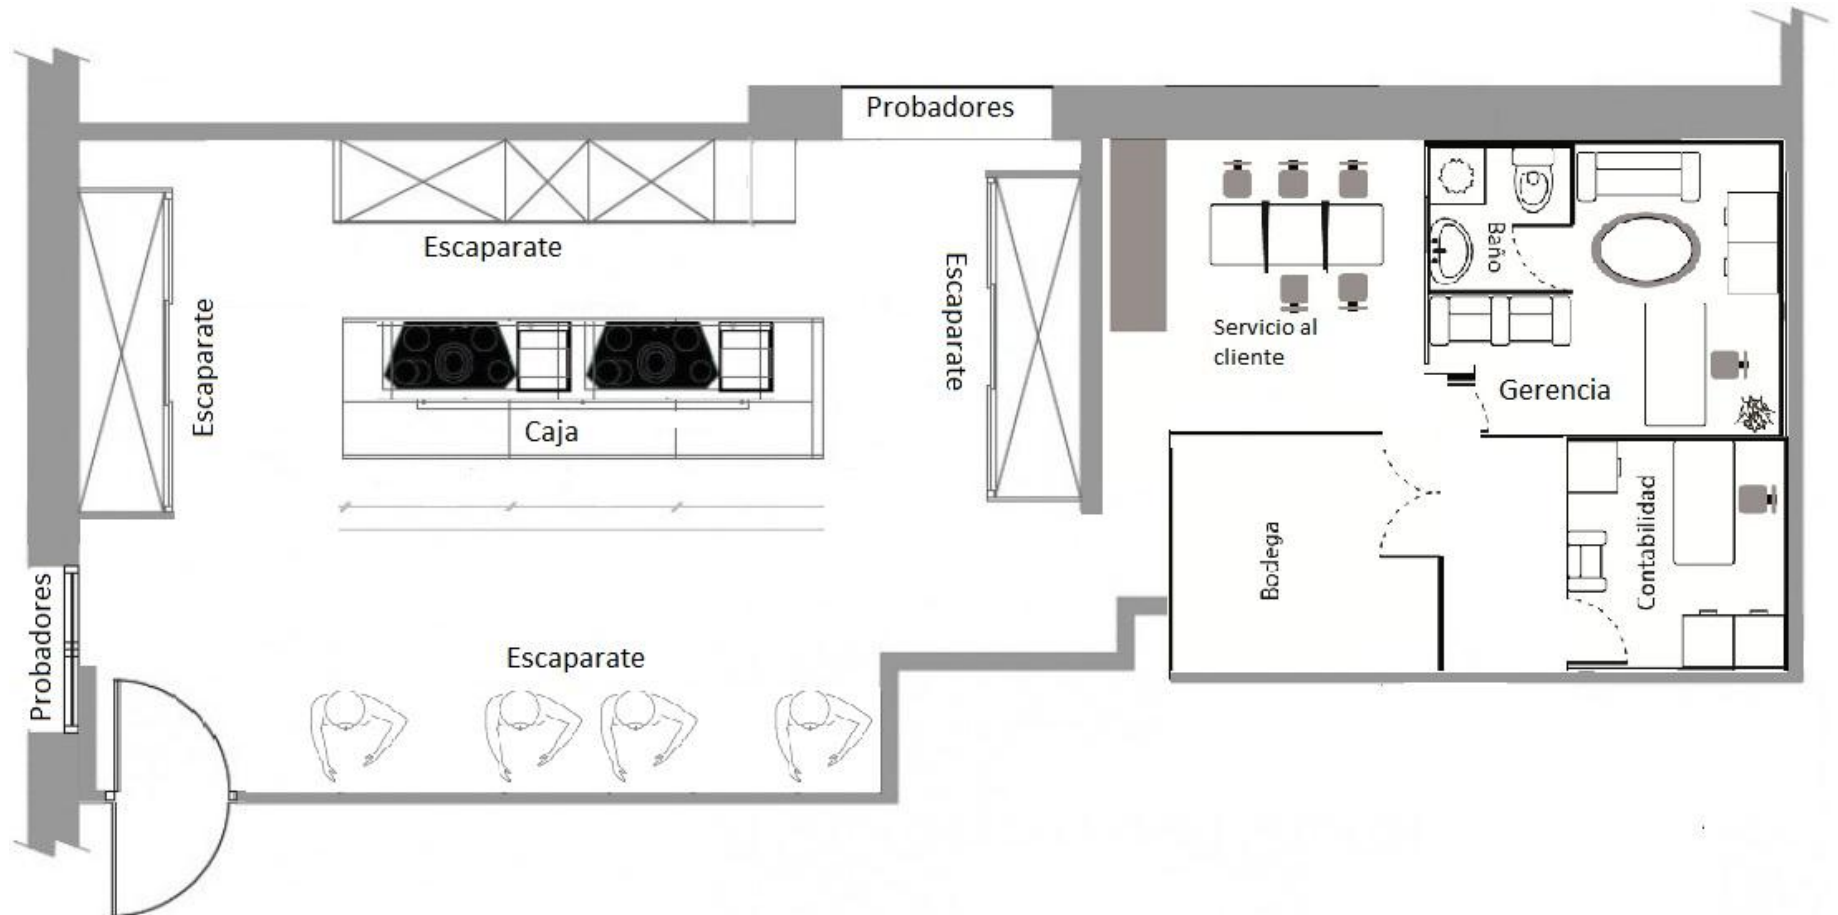 Probadores
Escaparate
Escaparate
Escaparate
Caja
Servicio al
cliente
Baño
Gerencia
Contabilidad
Bodega
Probadores
Escaparate